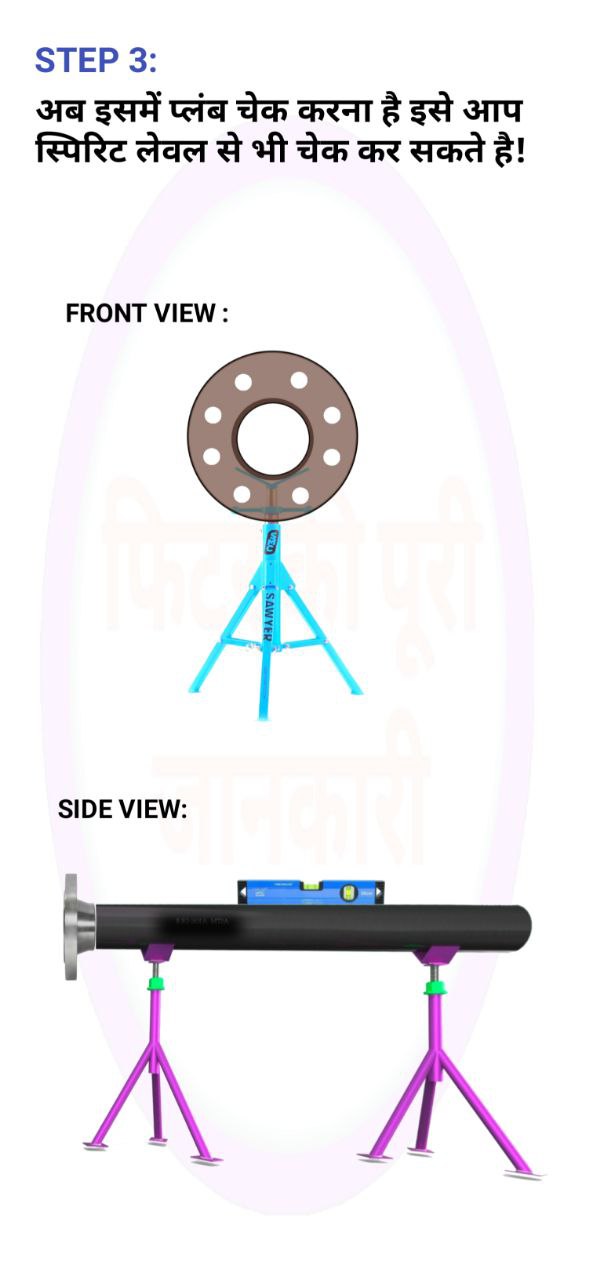 STEP 3:
अब इसमें प्लंब चेक करना है इसे आप
स्पिरिट लेवल से भी चेक कर सकते है!
FRONT VIEW :
फिटर की पूरी
SAWYER
जानकारी
SIDE VIEW: